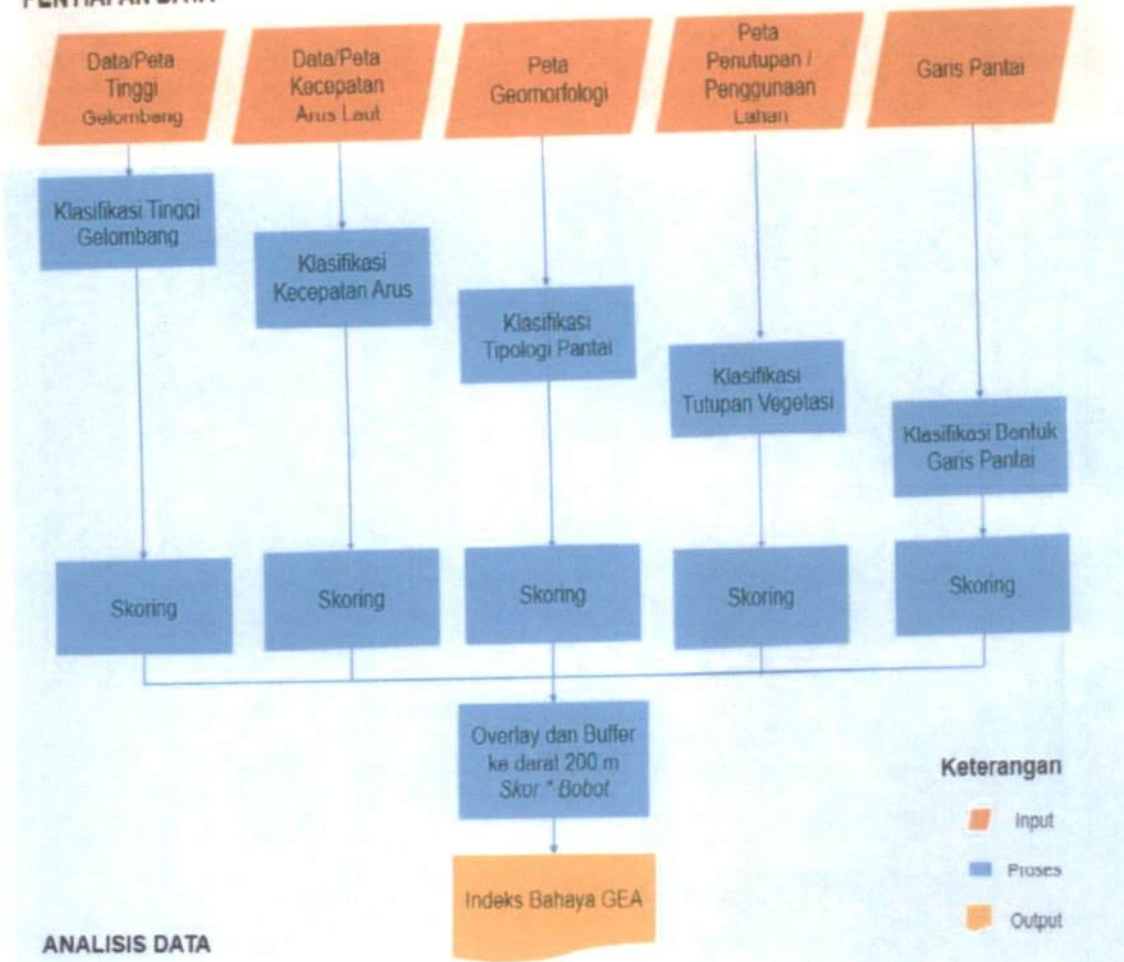 Data/Peta
Tinggi
Gelombang
Data/Peta
Kecepatan
Arus Laut
Peta
Geomorfologi
Peta
Penutupan /
Penggunaan
Lahan
Garis Pantai
Klasifikasi Tinggi
Gelombang
Klasifikasi
Kecepatan Arus
Klasifikasi
Tipologi Pantai
Klasifikasi
Tutupan Vegetasi
Klasifikasi Bentuk
Garis Pantai
Skoring
Skoring
Skoring
Skoring
Skoring
Overlay dan Buffer
ke darat 200 m
Skor * Bobot
Indeks Bahaya GEA
Keterangan
Input
Proses
Output
ANALISIS DATA